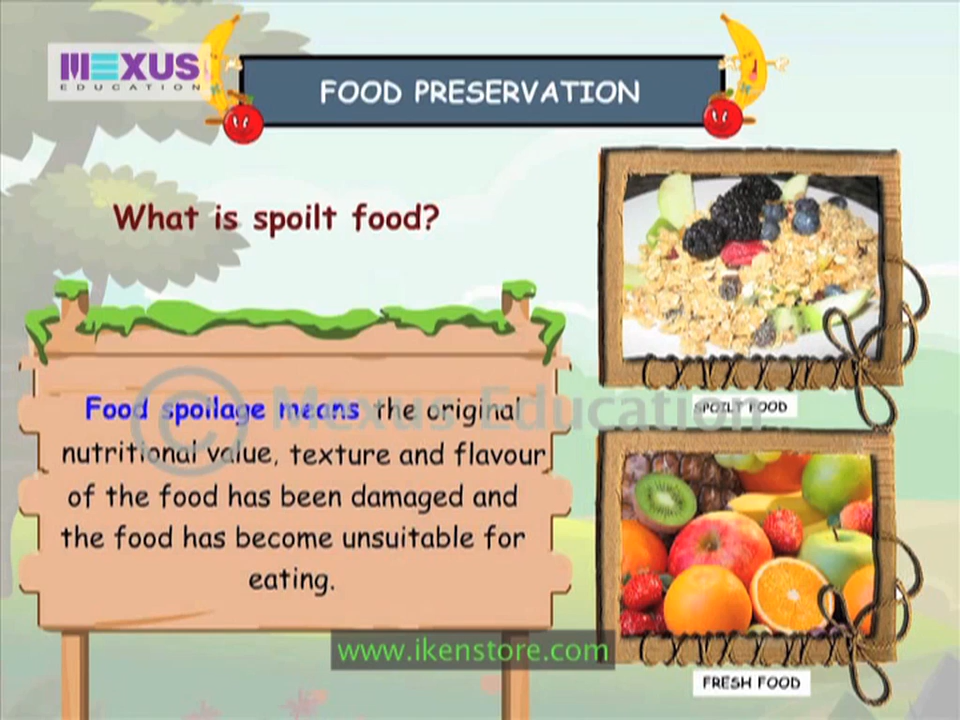 MEXUS
EDUCATION
FOOD PRESERVATION
What is spoilt food?
Food spoilage means the original
nutritional value, texture and flavour
of the food has been damaged and
the food has become unsuitable for
eating.
© Mexus Education
SPOILT FOOD
FRESH FOOD
www.ikenstore.com